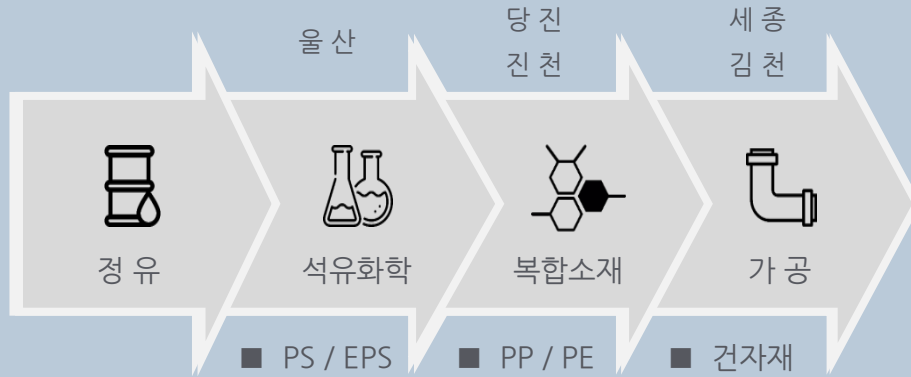 울 산
당 진
진 천
세 종
김 천
정 유
석유화학
복합소재
가 공
■ PS / EPS
■ PP / PE
■ 건자재